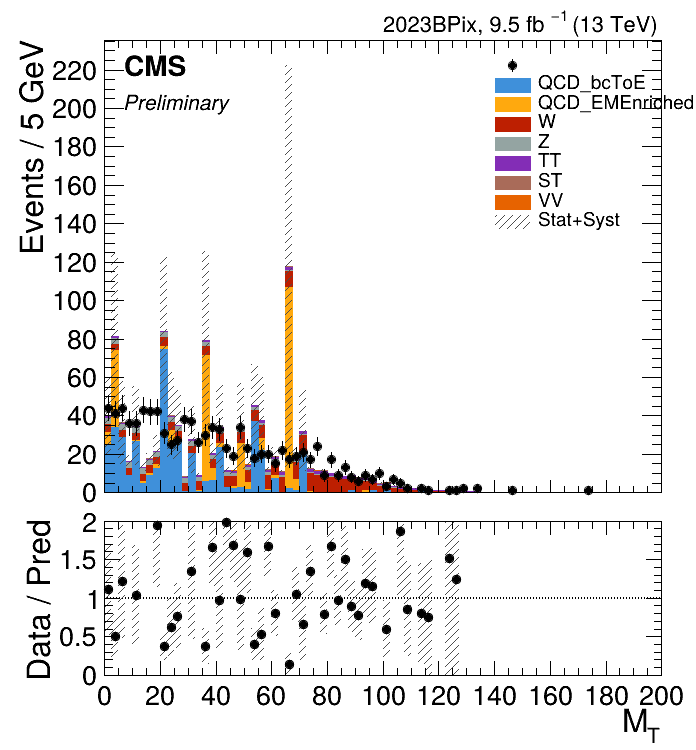 2023BPix, 9.5 fb⁻¹ (13 TeV)
CMS
Preliminary
Events / 5 GeV
220
200
180
160
140
120
100
80
60
40
20
0
QCD_bcToE
QCD_EMEnriched
W
Z
TT
ST
VV
Stat+Syst
Data / Pred
2
1.5
1
0.5
0
0 20 40 60 80 100 120 140 160 180 200
M_T